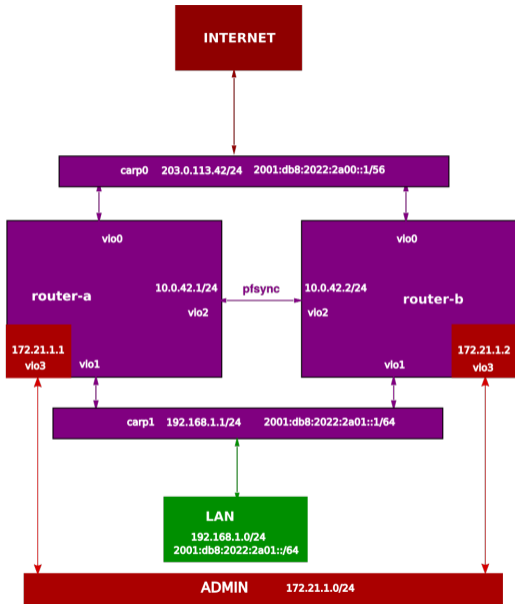 INTERNET
carp0 203.0.113.42/24 2001:db8:2022:2a00::1/56
vio0
vio0
10.0.42.1/24
pfsync
10.0.42.2/24
router-a
router-b
vio2
vio2
172.21.1.1
vio3
vio1
vio1
172.21.1.2
vio3
carp1 192.168.1.1/24 2001:db8:2022:2a01::1/64
LAN
192.168.1.0/24
2001:db8:2022:2a01::/64
ADMIN 172.21.1.0/24